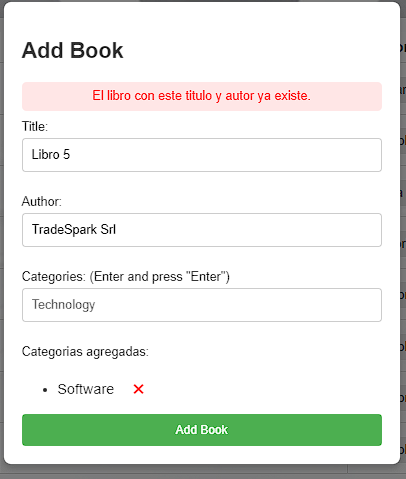 Add Book
El libro con este titulo y autor ya existe.
Title:
Libro 5
Author:
TradeSpark Srl
Categories: (Enter and press "Enter")
Technology
Categorias agregadas:
• Software ❌
Add Book